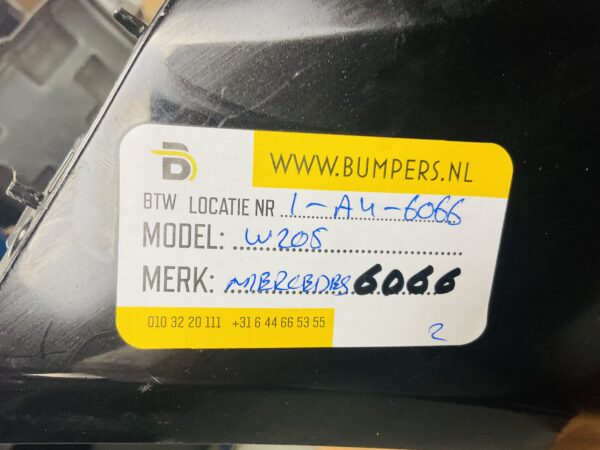 B
WWW.BUMPERS.NL
BTW LOCATIE NR 1-A4-6066
MODEL: W205
MERK: MERCEDES 6066
010 32 20 111 +31 6 44 66 53 55
2